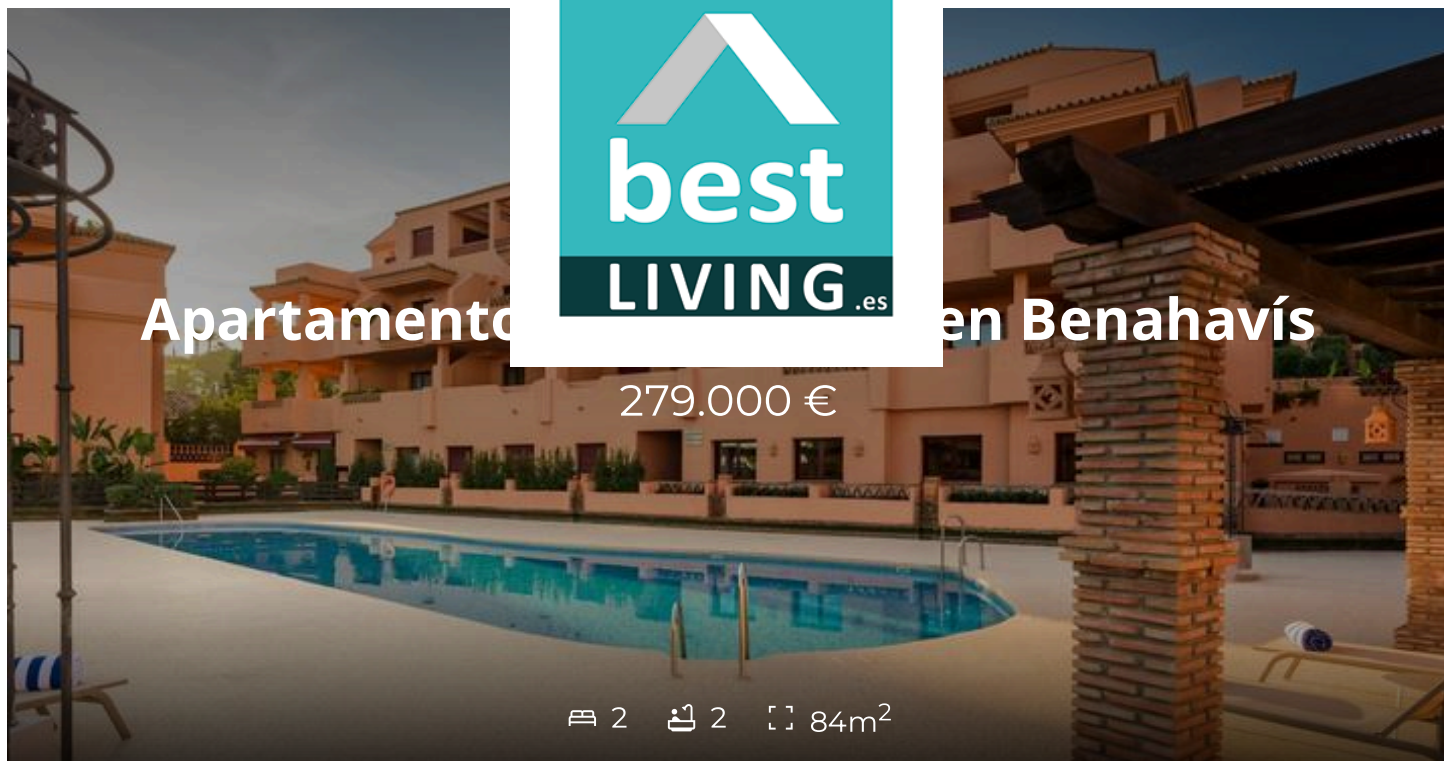 best
LIVING.es
Apartamento en Benahavís
279.000 €
2 2 84m²